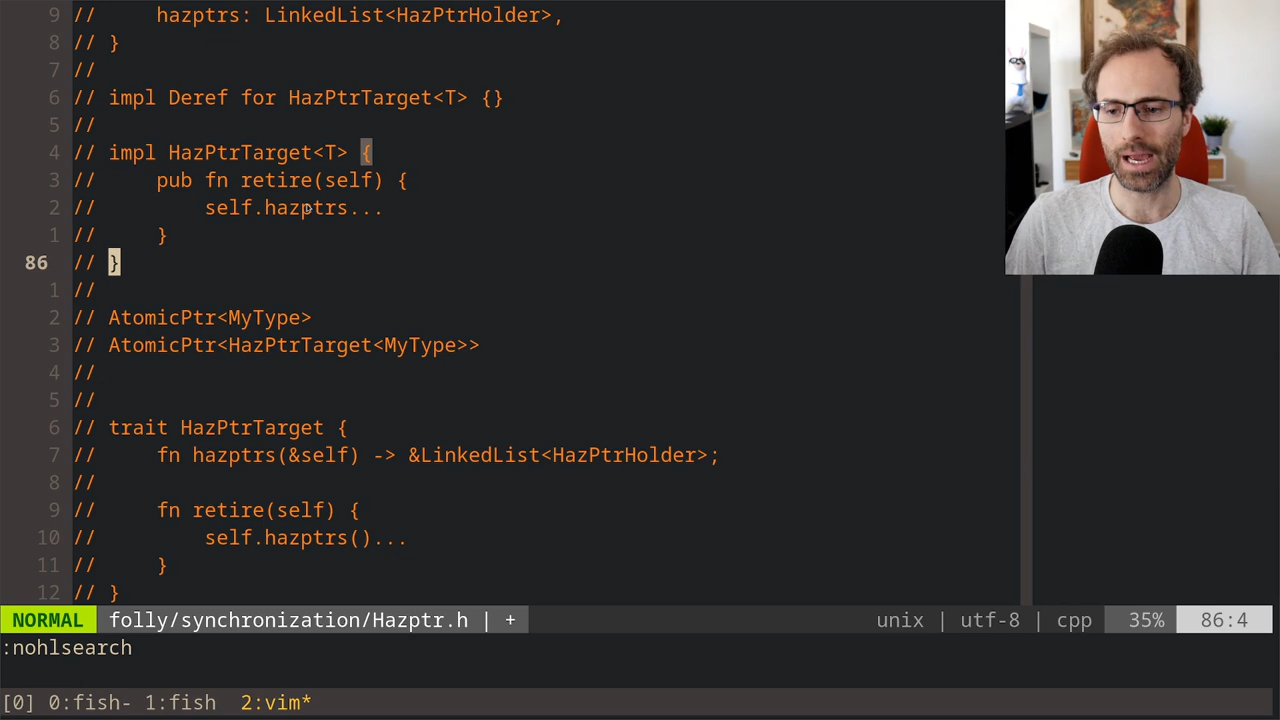 9 //     hazptrs: LinkedList<HazPtrHolder>,
8 // }
7 //
6 // impl Deref for HazPtrTarget<T> {}
5 //
4 // impl HazPtrTarget<T> {
3 //     pub fn retire(self) {
2 //         self.hazptrs...
1 //     }
86 // }
1 //
2 // AtomicPtr<MyType>
3 // AtomicPtr<HazPtrTarget<MyType>>
4 //
5 //
6 // trait HazPtrTarget {
7 //     fn hazptrs(&self) -> &LinkedList<HazPtrHolder>;
8 //
9 //     fn retire(self) {
10 //         self.hazptrs()...
11 //     }
12 // }
NORMAL folly/synchronization/Hazptr.h | + unix | utf-8 | cpp 35% 86:4
:nohlsearch
[0] 0:fish- 1:fish 2:vim*